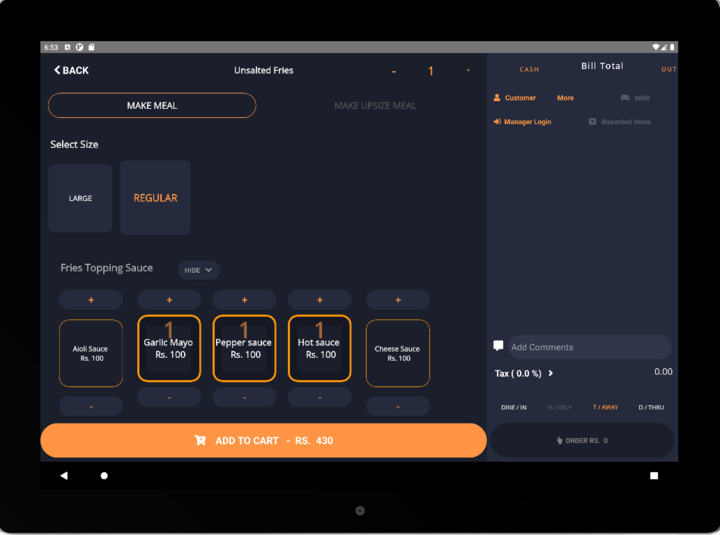 6:53
BACK
Unsalted Fries
- 1 -
CASH
Bill Total
OUT
MAKE MEAL
MAKE UPSIZE MEAL
Customer
More
table
Manager Login
discarded items
Select Size
LARGE
REGULAR
Fries Topping Sauce
HIDE
+ + + + +
1 1 1
Aioli Sauce
Rs. 100
Garlic Mayo
Rs. 100
Pepper sauce
Rs. 100
Hot sauce
Rs. 100
Cheese Sauce
Rs. 100
- - - - -
Add Comments
Tax ( 0.0 %)
0.00
DINE / IN
H / DELY
T / AWAY
D / THRU
ADD TO CART - RS. 430
ORDER RS. 0